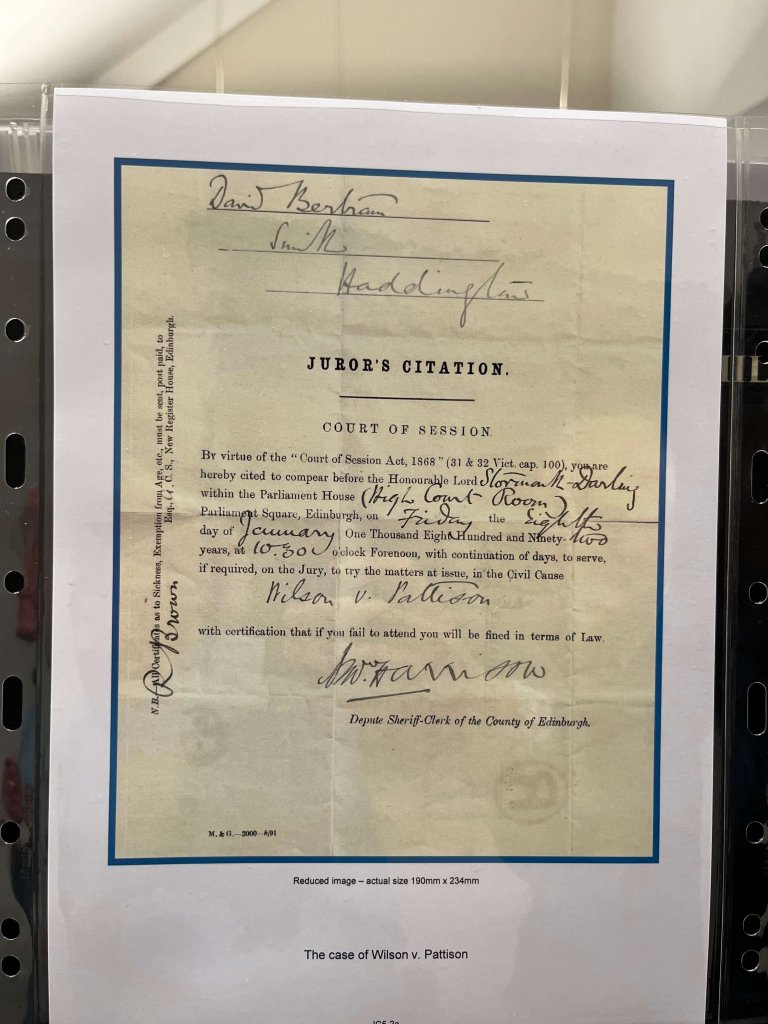 David Bertram
Smith
Haddington
JUROR'S CITATION.
COURT OF SESSION.
By virtue of the "Court of Session Act, 1868" (31 & 32 Vict. cap. 100), you are
hereby cited to compear before the Honourable Lord Stormonth-Darling
within the Parliament House (High Court Room)
Parliament Square, Edinburgh, on Friday the Eighth
day of January One Thousand Eight Hundred and Ninety-two
years, at 10.30 o'clock Forenoon, with continuation of days, to serve,
if required, on the Jury, to try the matters at issue, in the Civil Cause
Wilson v. Pattison
with certification that if you fail to attend you will be fined in terms of Law.
Harrison
Depute Sheriff-Clerk of the County of Edinburgh.
N.B.—All Certificates as to Sickness, Exemption from Age, etc., must be sent, post paid, to
R Brown Esq., C.S., New Register House, Edinburgh.
M. & G.—2000—8/91
Reduced image – actual size 190mm x 234mm
The case of Wilson v. Pattison